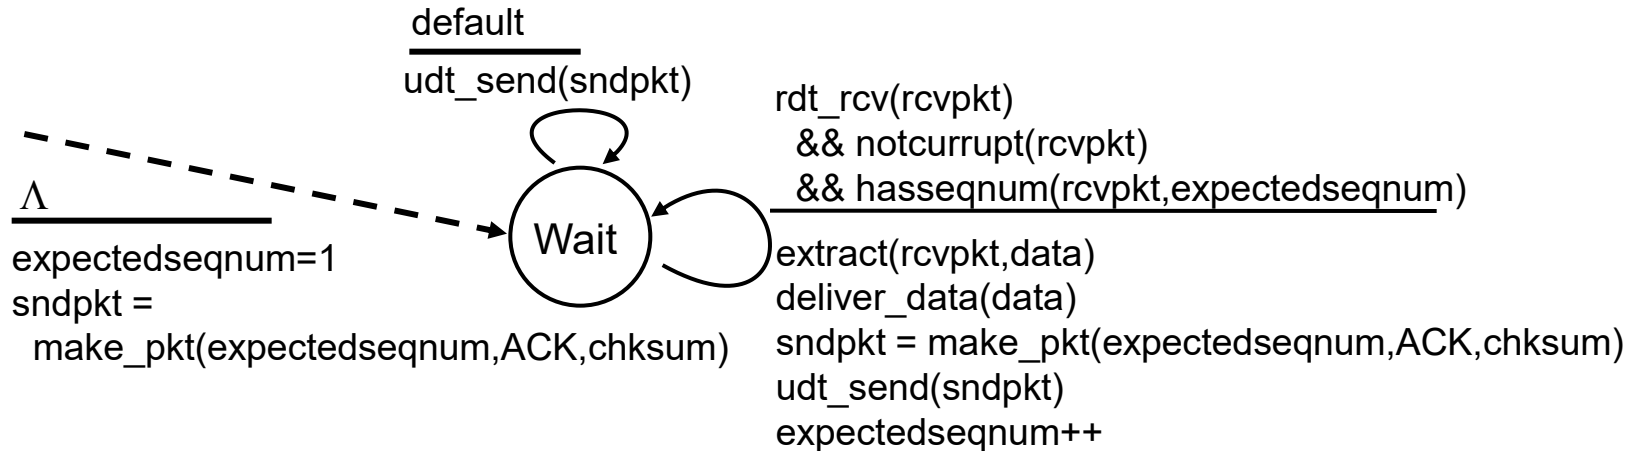 default
udt_send(sndpkt)
rdt_rcv(rcvpkt)
&& notcurrupt(rcvpkt)
&& hasseqnum(rcvpkt,expectedseqnum)
Λ
Wait
expectedseqnum=1
sndpkt =
make_pkt(expectedseqnum,ACK,chksum)
extract(rcvpkt,data)
deliver_data(data)
sndpkt = make_pkt(expectedseqnum,ACK,chksum)
udt_send(sndpkt)
expectedseqnum++